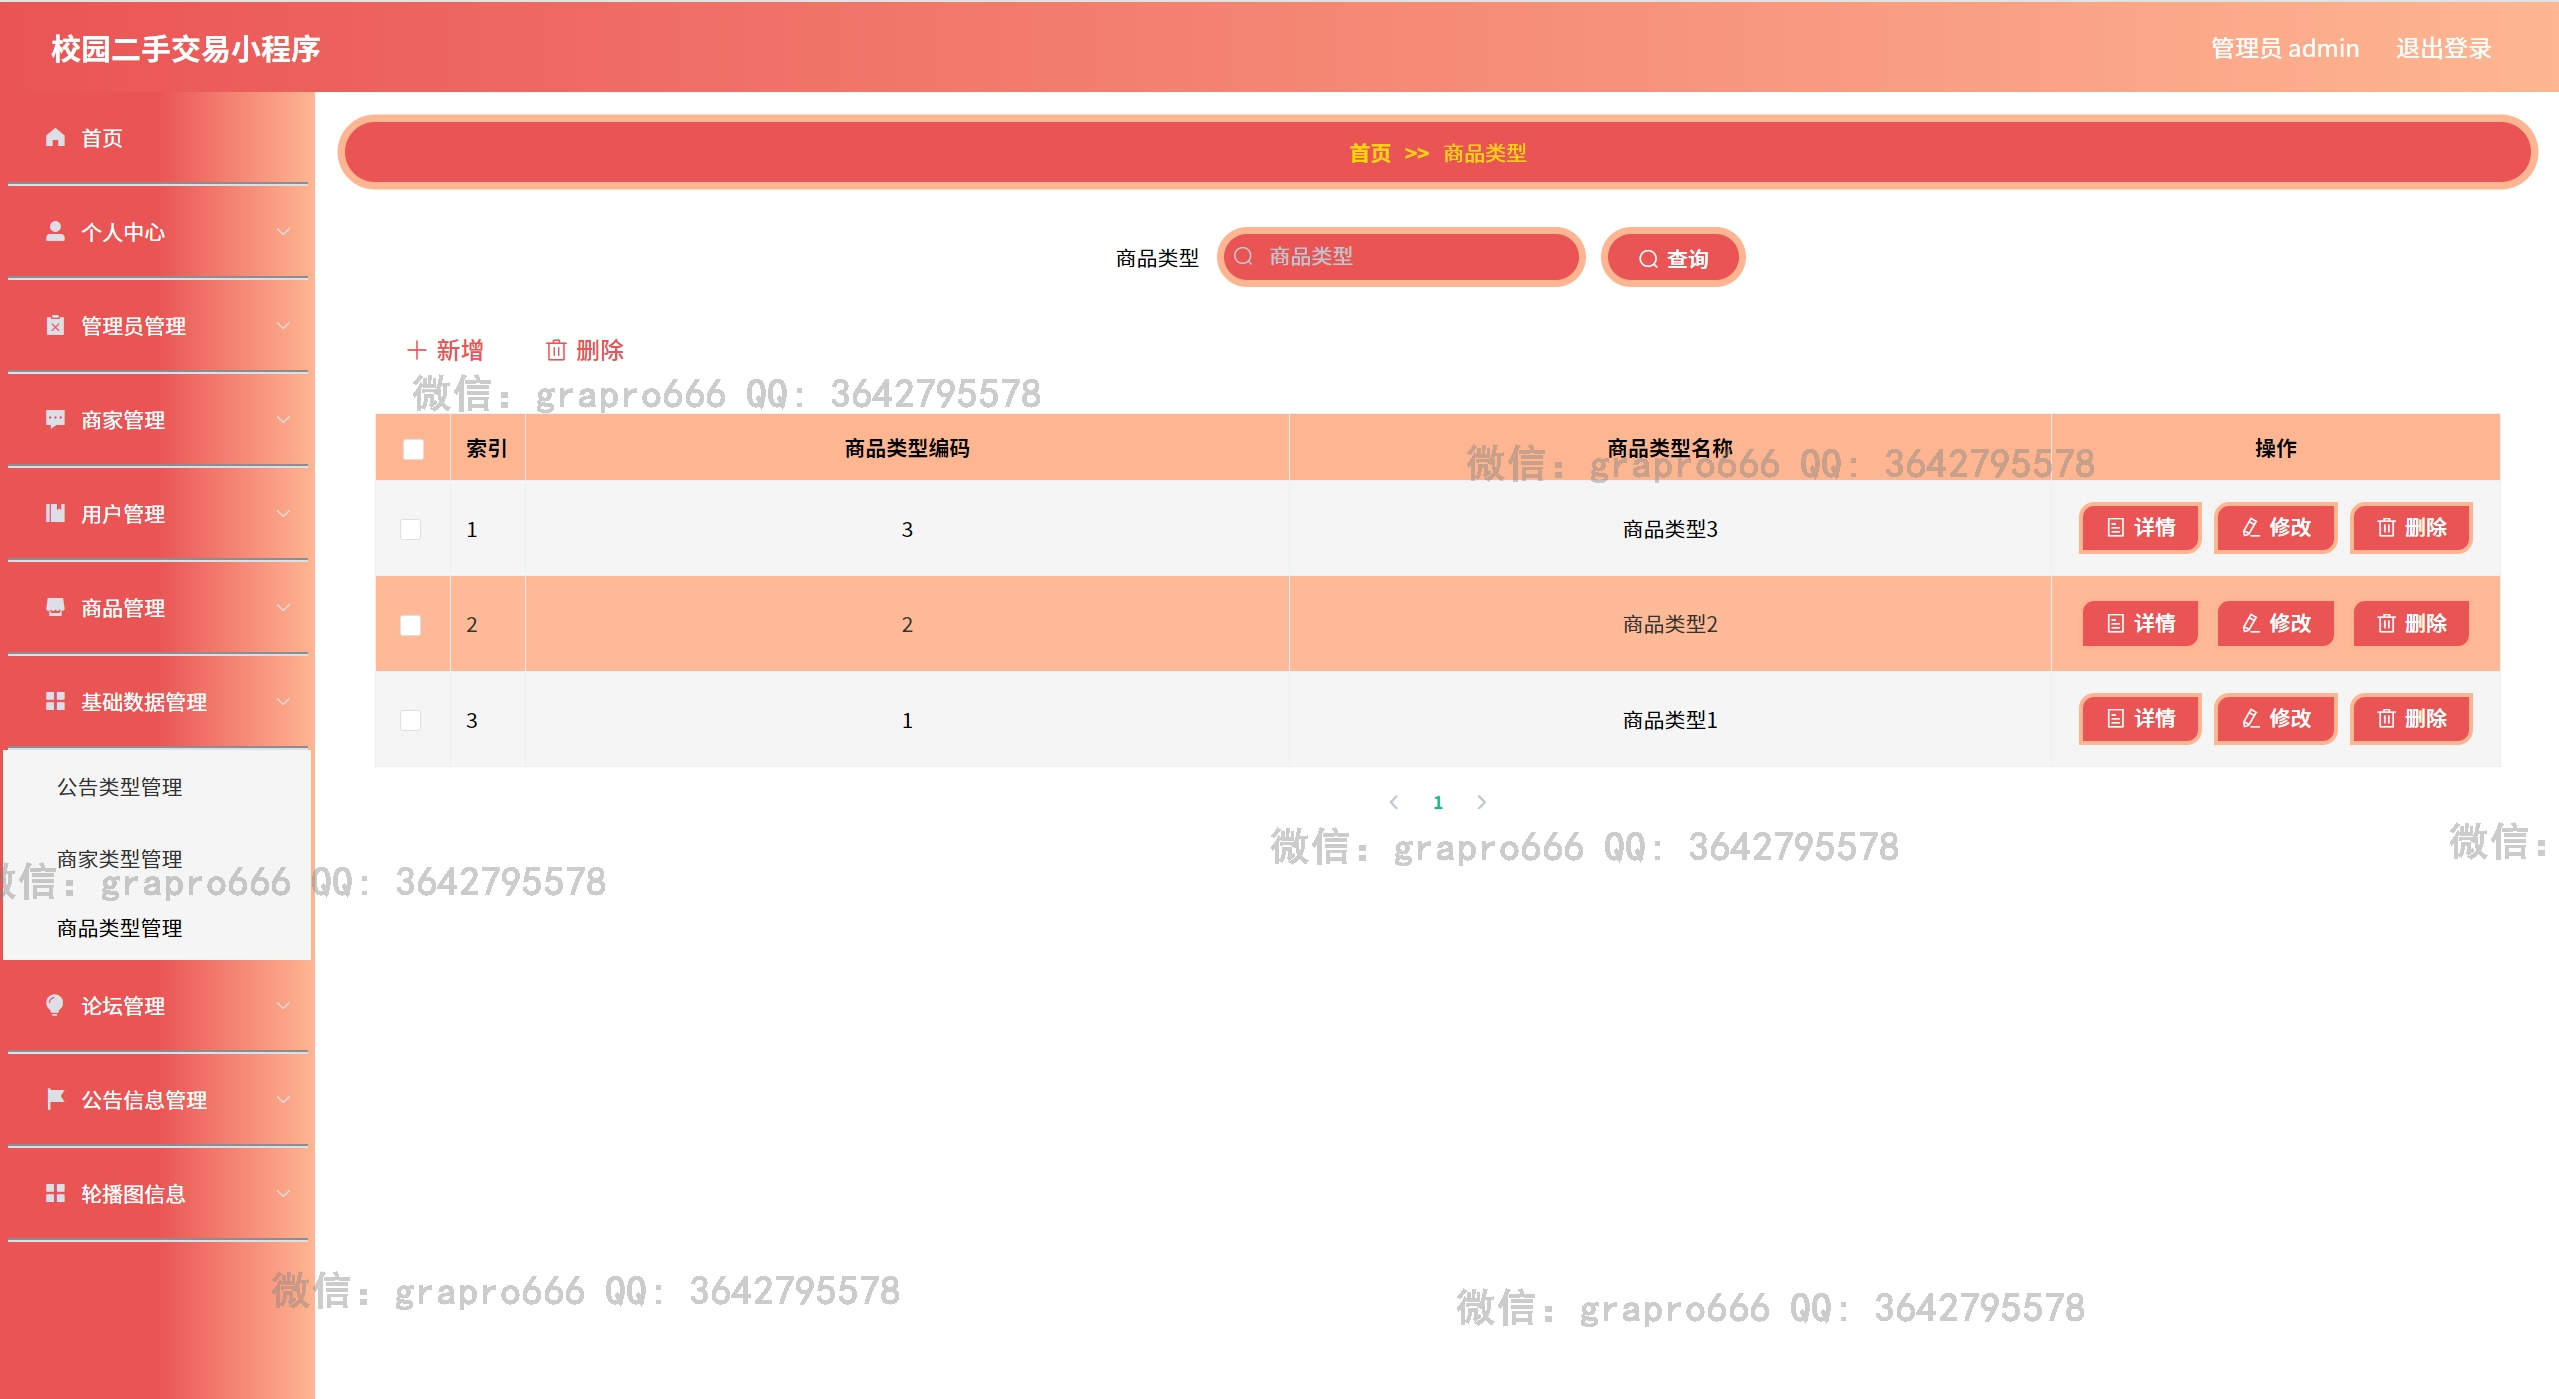 校园二手交易小程序
管理员 admin 退出登录
首页
个人中心
管理员管理
商家管理
用户管理
商品管理
基础数据管理
公告类型管理
商家类型管理
商品类型管理
论坛管理
公告信息管理
轮播图信息
首页 >> 商品类型
商品类型 商品类型 查询
新增 删除
微信：grapro666 QQ：3642795578
索引 商品类型编码 商品类型名称 操作
微信：grapro666 QQ：3642795578
1 3 商品类型3 详情 修改 删除
2 2 商品类型2 详情 修改 删除
3 1 商品类型1 详情 修改 删除
1
微信：grapro666 QQ：3642795578
微信：
微信：grapro666 QQ：3642795578
微信：grapro666 QQ：3642795578
微信：grapro666 QQ：3642795578